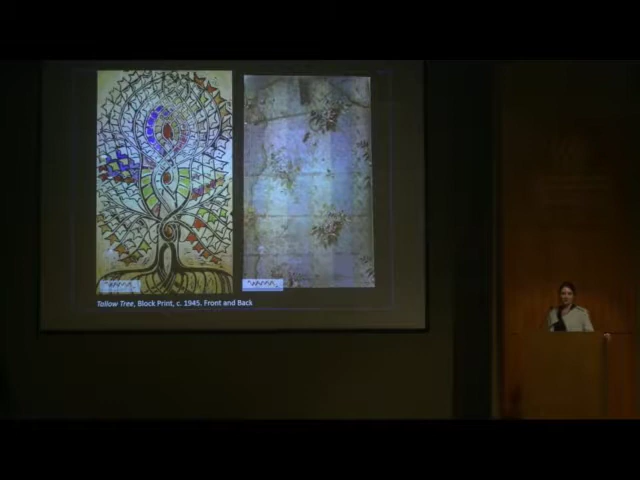 Tallow Tree, Block Print, c. 1945. Front and Back